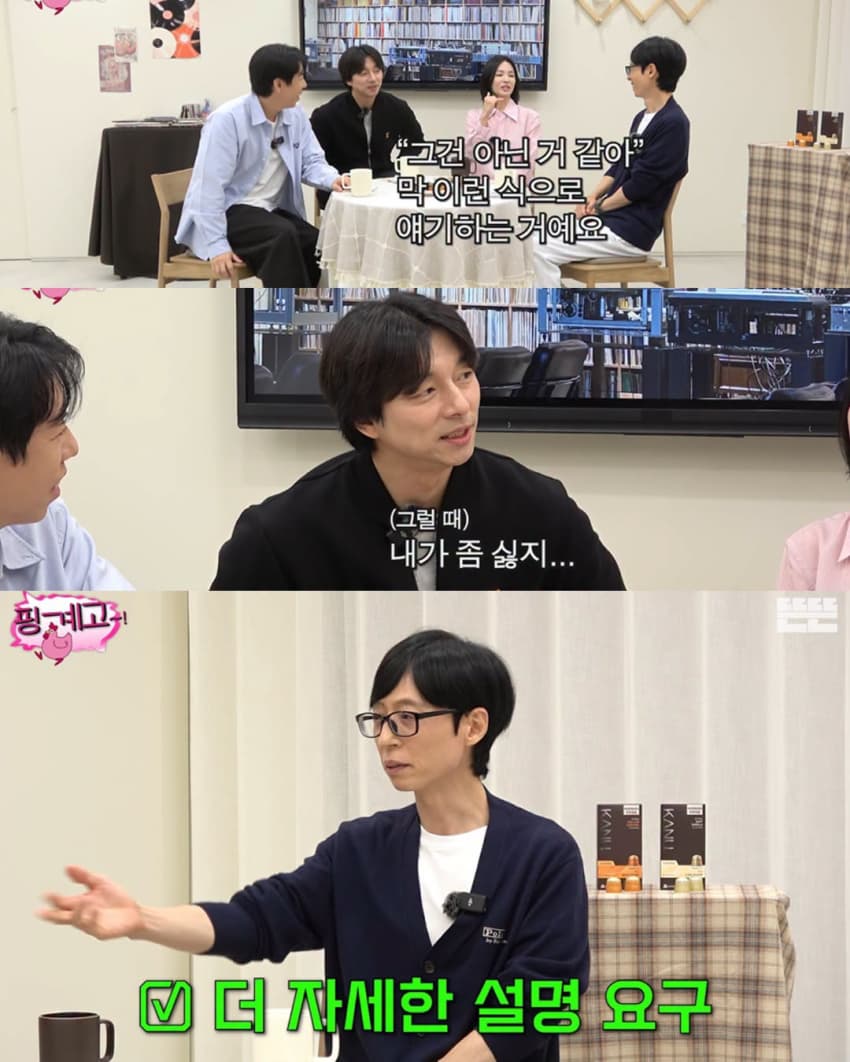 “그건 아닌 거 같아”
막 이런 식으로
얘기하는 거예요
(그럴 때)
내가 좀 싫지...
핑계고~!
뜬뜬
KANU
KANU
☑ 더 자세한 설명 요구